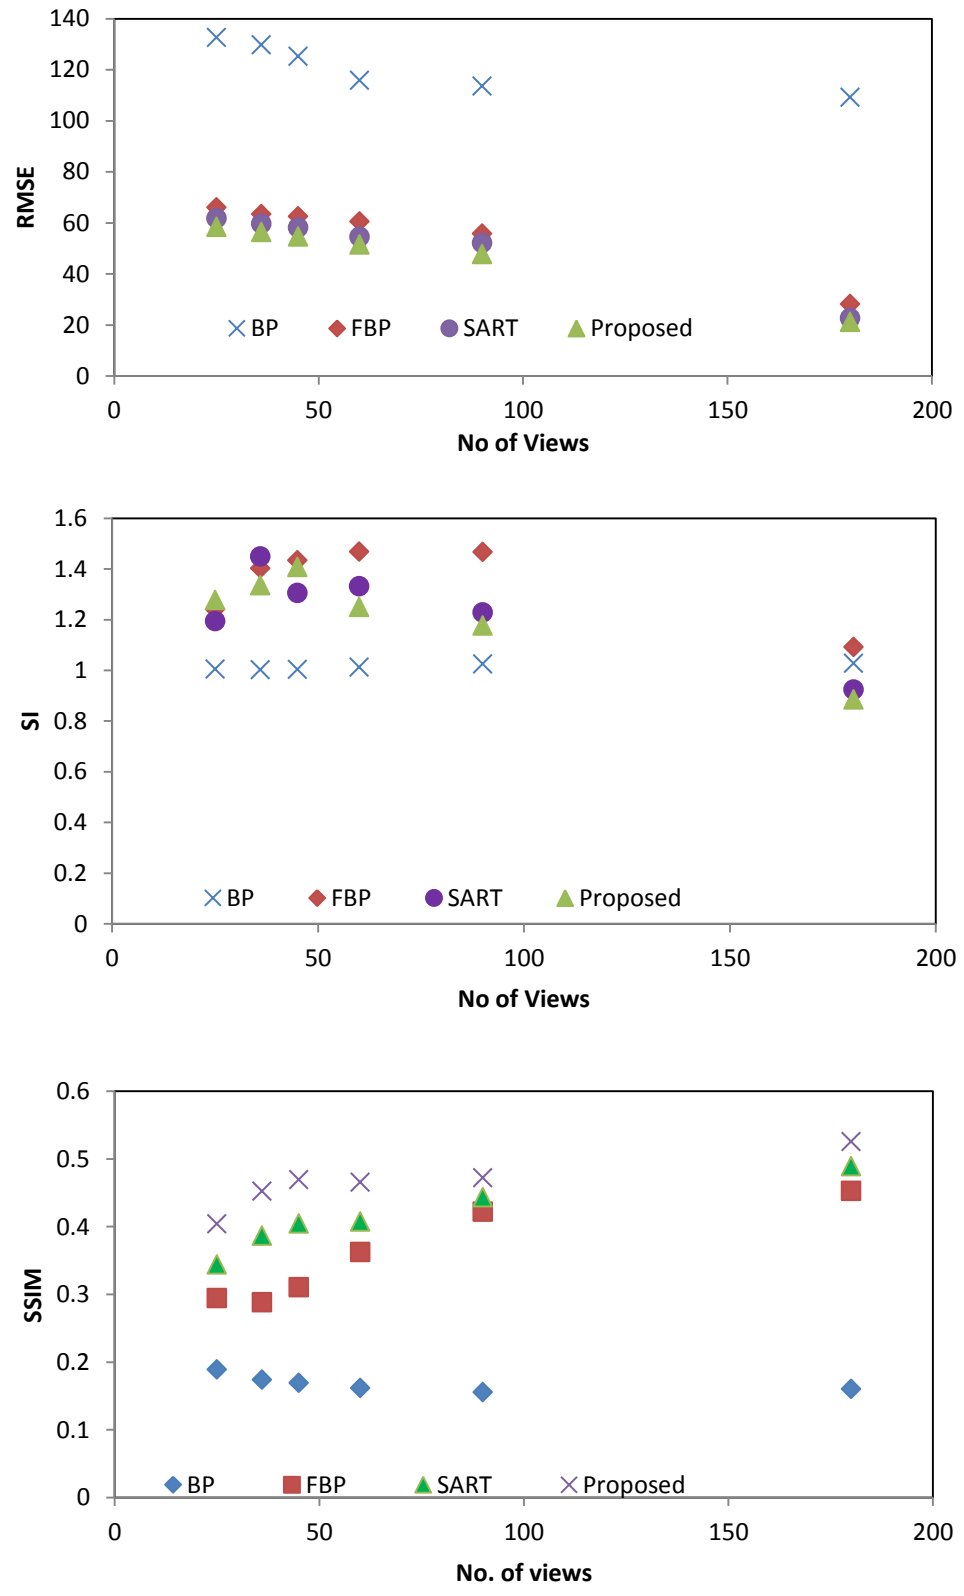 140
120
100
80
60
40
20
0
RMSE
BP FBP SART Proposed
0 50 100 150 200
No of Views
1.6
1.4
1.2
1
0.8
0.6
0.4
0.2
0
SI
BP FBP SART Proposed
0 50 100 150 200
No of Views
0.6
0.5
0.4
0.3
0.2
0.1
0
SSIM
BP FBP SART Proposed
0 50 100 150 200
No. of views